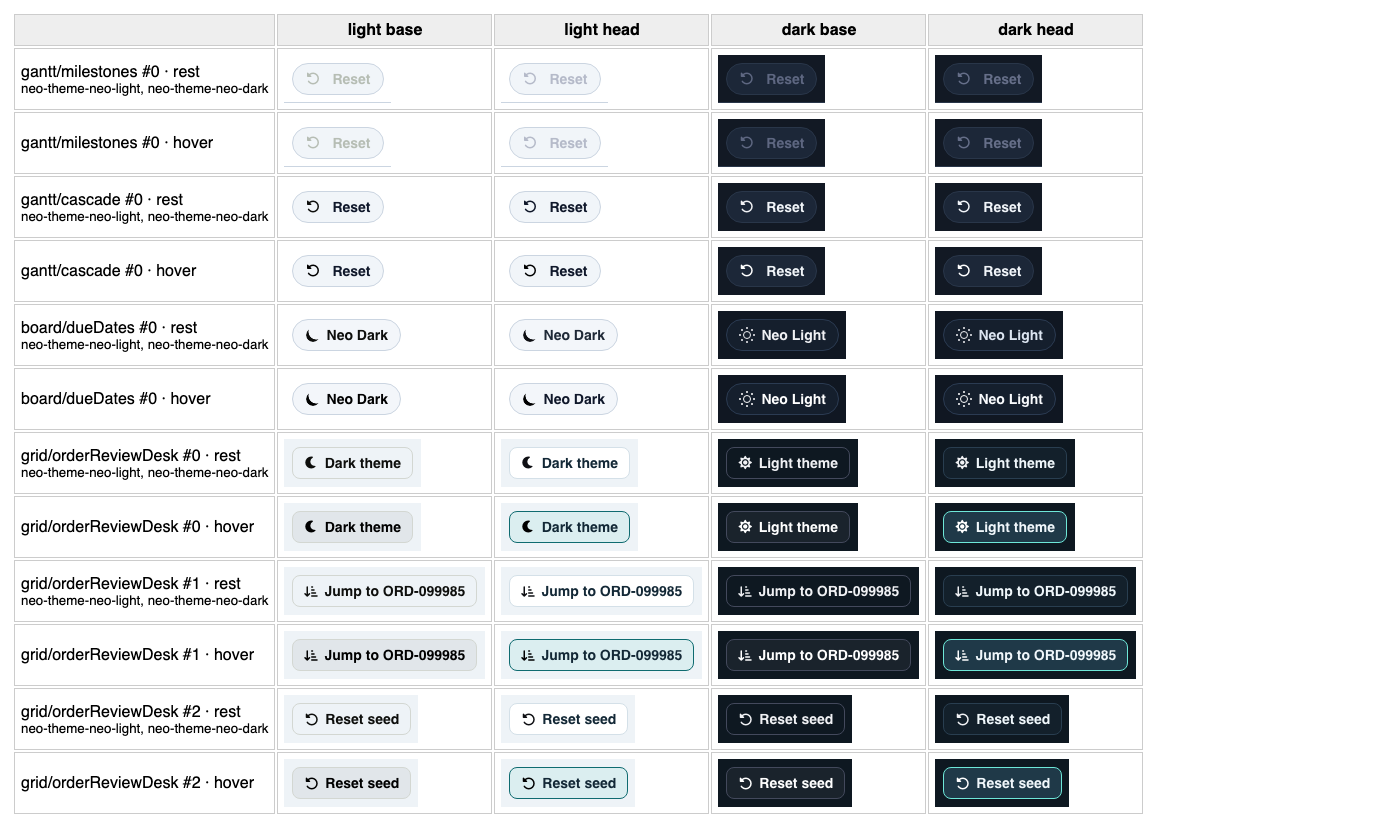 light base light head dark base dark head
gantt/milestones #0 · rest
neo-theme-neo-light, neo-theme-neo-dark
Reset Reset Reset Reset
gantt/milestones #0 · hover Reset Reset Reset Reset
gantt/cascade #0 · rest
neo-theme-neo-light, neo-theme-neo-dark
Reset Reset Reset Reset
gantt/cascade #0 · hover Reset Reset Reset Reset
board/dueDates #0 · rest
neo-theme-neo-light, neo-theme-neo-dark
Neo Dark Neo Dark Neo Light Neo Light
board/dueDates #0 · hover Neo Dark Neo Dark Neo Light Neo Light
grid/orderReviewDesk #0 · rest
neo-theme-neo-light, neo-theme-neo-dark
Dark theme Dark theme Light theme Light theme
grid/orderReviewDesk #0 · hover Dark theme Dark theme Light theme Light theme
grid/orderReviewDesk #1 · rest
neo-theme-neo-light, neo-theme-neo-dark
Jump to ORD-099985 Jump to ORD-099985 Jump to ORD-099985 Jump to ORD-099985
grid/orderReviewDesk #1 · hover Jump to ORD-099985 Jump to ORD-099985 Jump to ORD-099985 Jump to ORD-099985
grid/orderReviewDesk #2 · rest
neo-theme-neo-light, neo-theme-neo-dark
Reset seed Reset seed Reset seed Reset seed
grid/orderReviewDesk #2 · hover Reset seed Reset seed Reset seed Reset seed